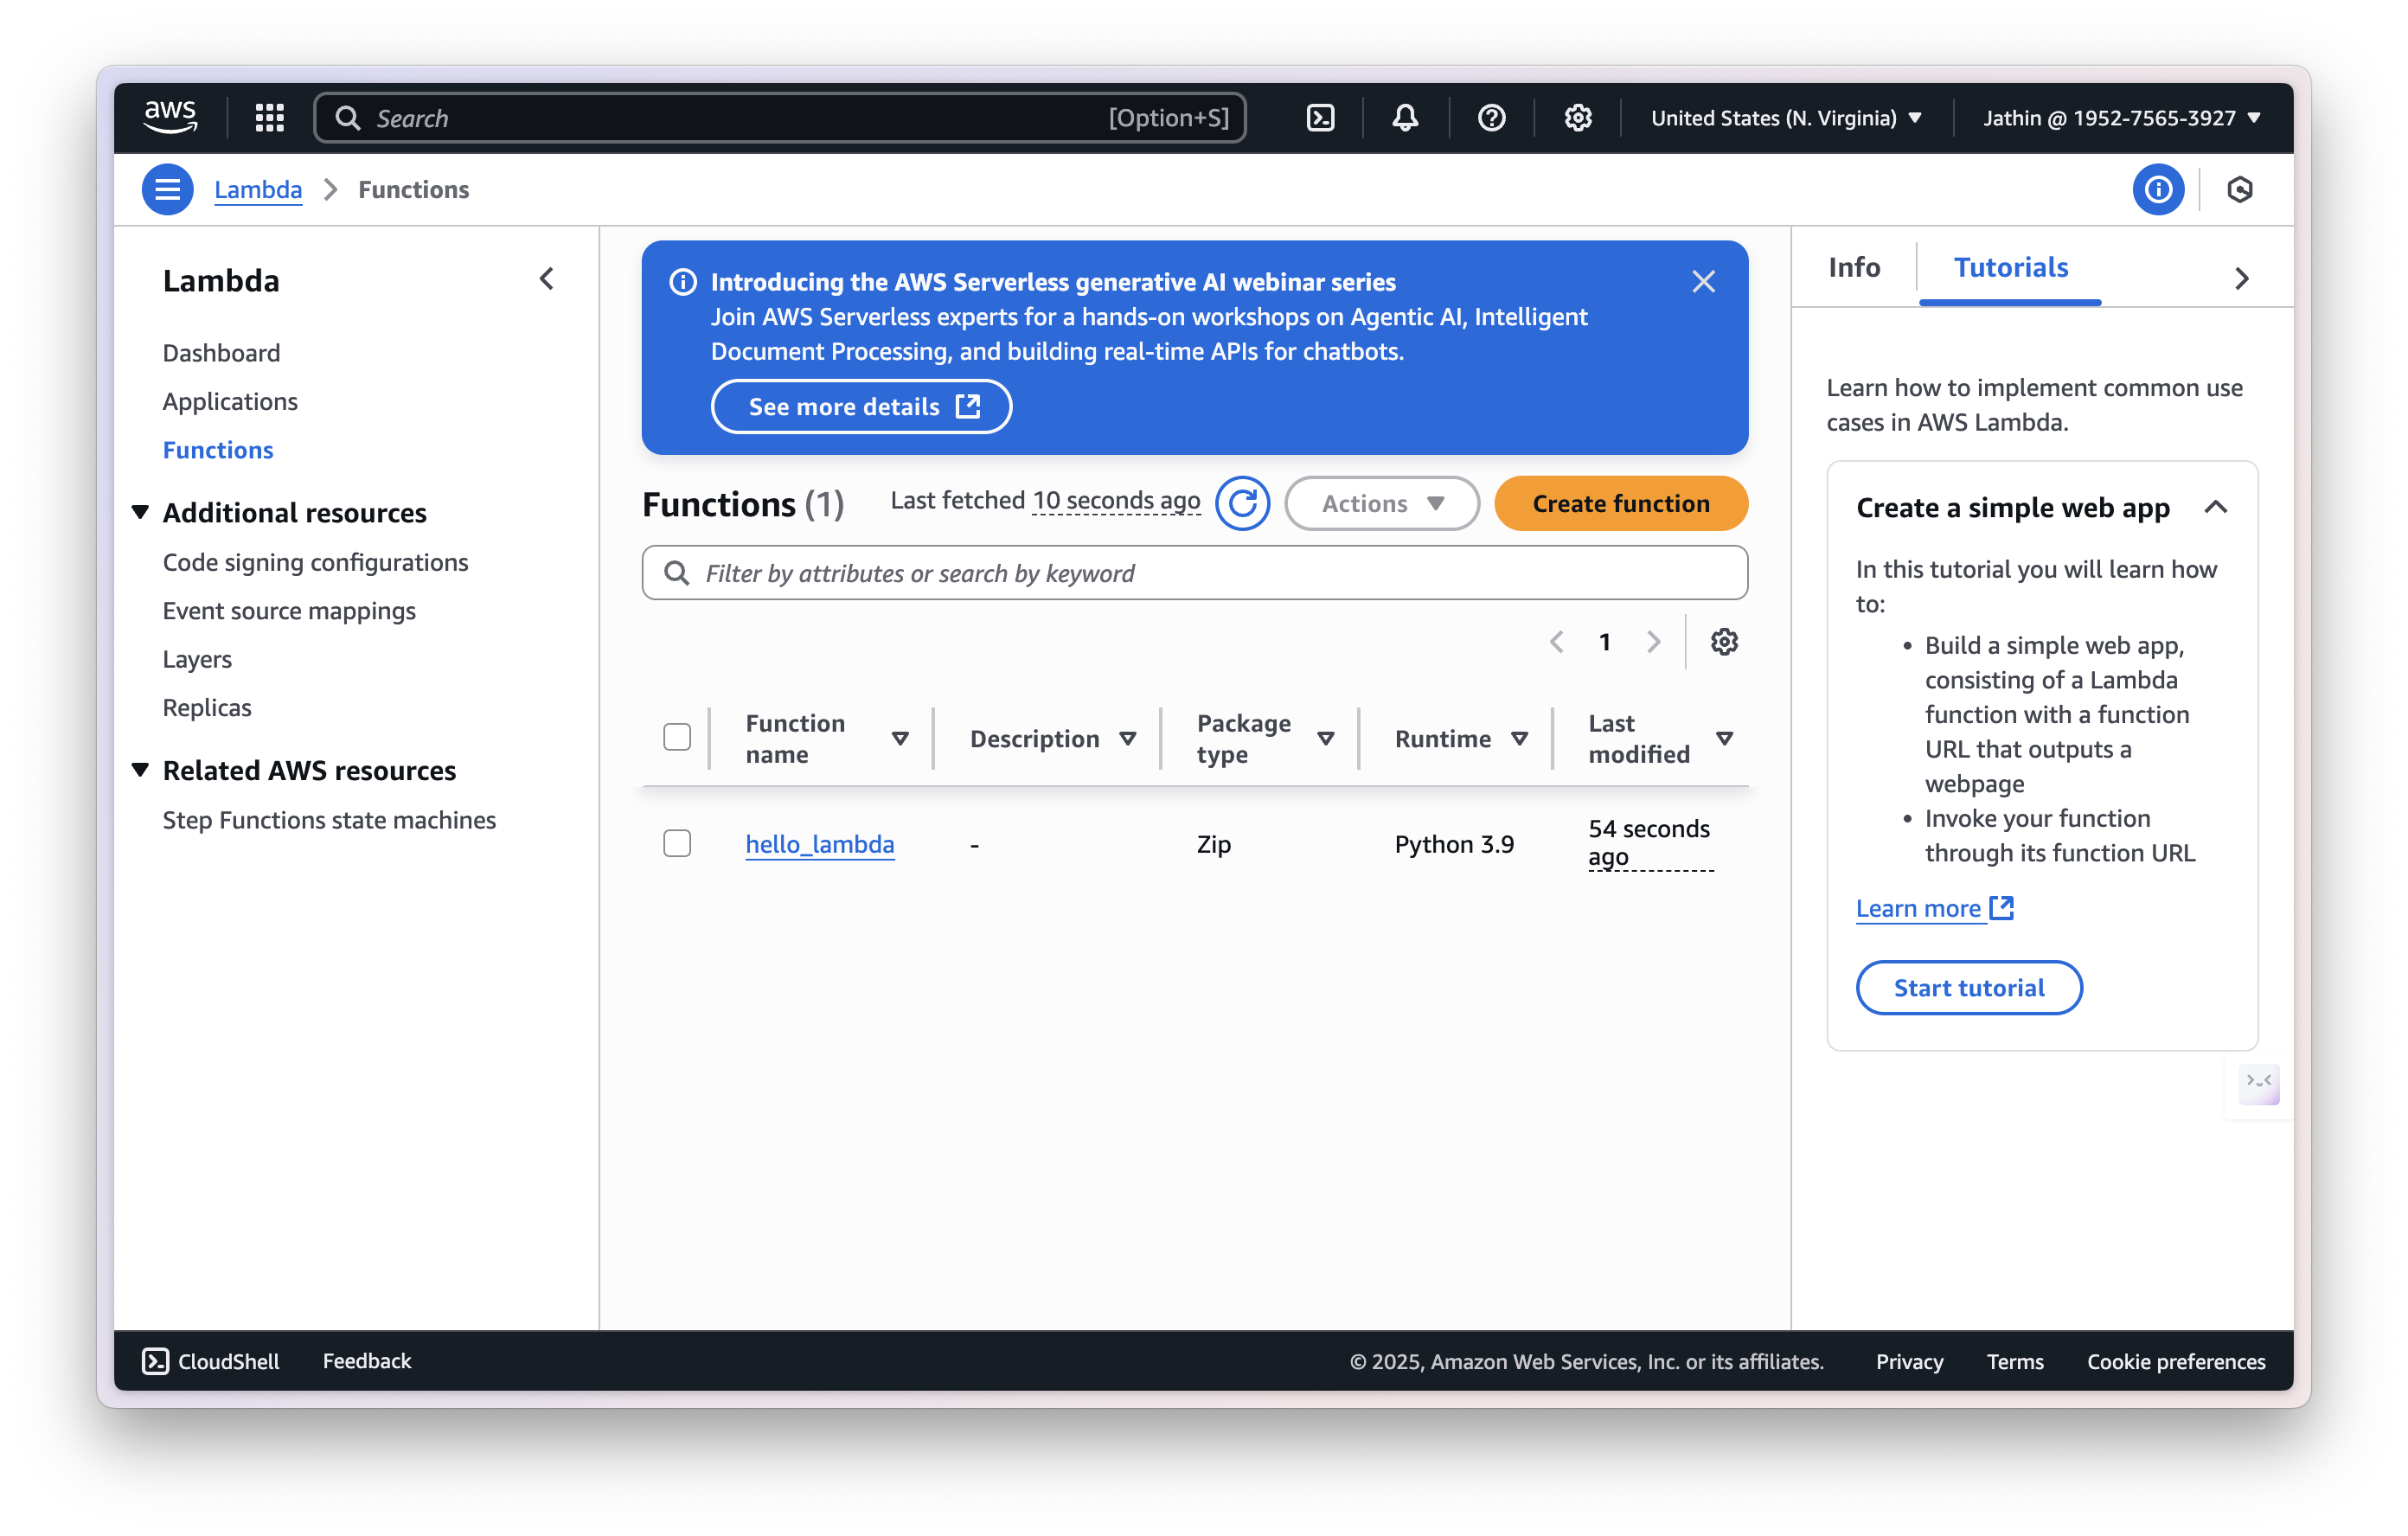 aws
Search
[Option+S]
United States (N. Virginia)
Jathin @ 1952-7565-3927
Lambda
Functions
Lambda
Dashboard
Applications
Functions
Additional resources
Code signing configurations
Event source mappings
Layers
Replicas
Related AWS resources
Step Functions state machines
Introducing the AWS Serverless generative AI webinar series
Join AWS Serverless experts for a hands-on workshops on Agentic AI, Intelligent
Document Processing, and building real-time APIs for chatbots.
See more details
Functions (1)
Last fetched 10 seconds ago
Actions
Create function
Filter by attributes or search by keyword
1
Function
name
Description
Package
type
Runtime
Last
modified
hello_lambda
-
Zip
Python 3.9
54 seconds
ago
Info
Tutorials
Learn how to implement common use
cases in AWS Lambda.
Create a simple web app
In this tutorial you will learn how
to:
• Build a simple web app,
consisting of a Lambda
function with a function
URL that outputs a
webpage
• Invoke your function
through its function URL
Learn more
Start tutorial
CloudShell
Feedback
© 2025, Amazon Web Services, Inc. or its affiliates.
Privacy
Terms
Cookie preferences